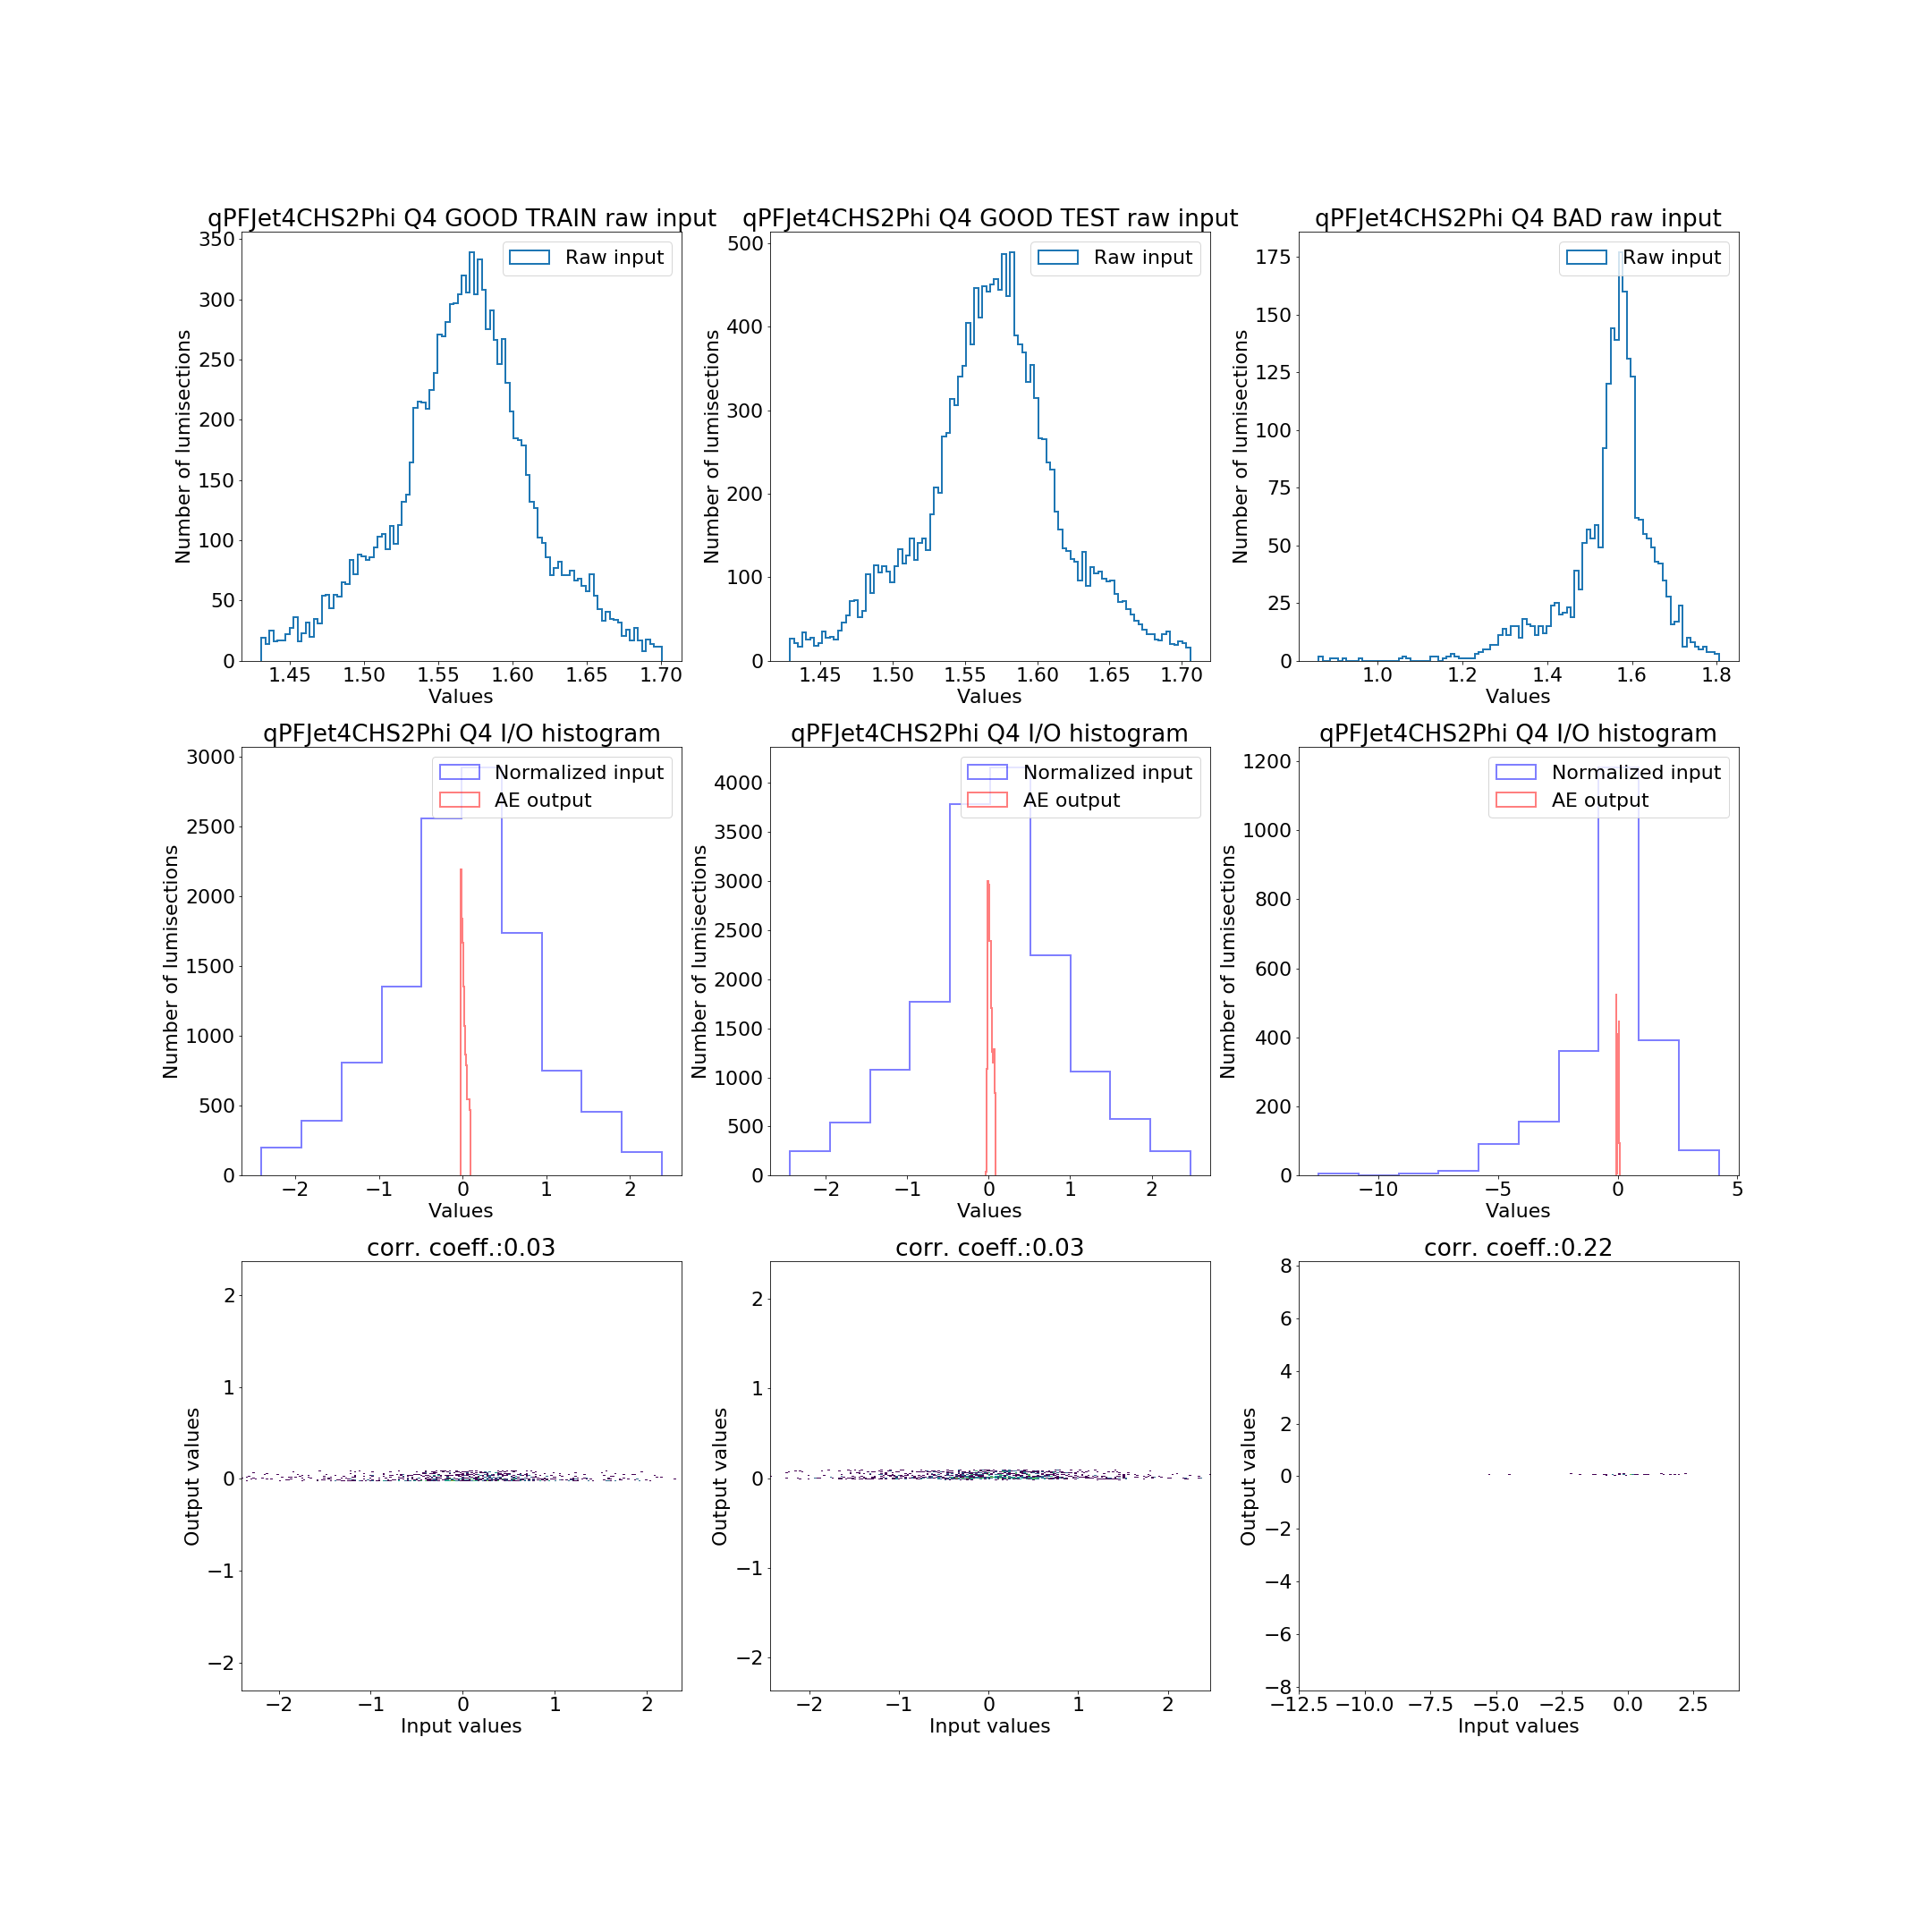 qPFJet4CHS2Phi Q4 GOOD TRAIN raw input
Number of lumisections
350
300
250
200
150
100
50
0
Raw input
1.45 1.50 1.55 1.60 1.65 1.70
Values
qPFJet4CHS2Phi Q4 GOOD TEST raw input
Number of lumisections
500
400
300
200
100
0
Raw input
1.45 1.50 1.55 1.60 1.65 1.70
Values
qPFJet4CHS2Phi Q4 BAD raw input
Number of lumisections
175
150
125
100
75
50
25
0
Raw input
1.0 1.2 1.4 1.6 1.8
Values
qPFJet4CHS2Phi Q4 I/O histogram
Number of lumisections
3000
2500
2000
1500
1000
500
0
Normalized input
AE output
−2 −1 0 1 2
Values
qPFJet4CHS2Phi Q4 I/O histogram
Number of lumisections
4000
3500
3000
2500
2000
1500
1000
500
0
Normalized input
AE output
−2 −1 0 1 2
Values
qPFJet4CHS2Phi Q4 I/O histogram
Number of lumisections
1200
1000
800
600
400
200
0
Normalized input
AE output
−10 −5 0 5
Values
corr. coeff.:0.03
Output values
2
1
0
−1
−2
−2 −1 0 1 2
Input values
corr. coeff.:0.03
Output values
2
1
0
−1
−2
−2 −1 0 1 2
Input values
corr. coeff.:0.22
Output values
8
6
4
2
0
−2
−4
−6
−8
−12.5 −10.0 −7.5 −5.0 −2.5 0.0 2.5
Input values